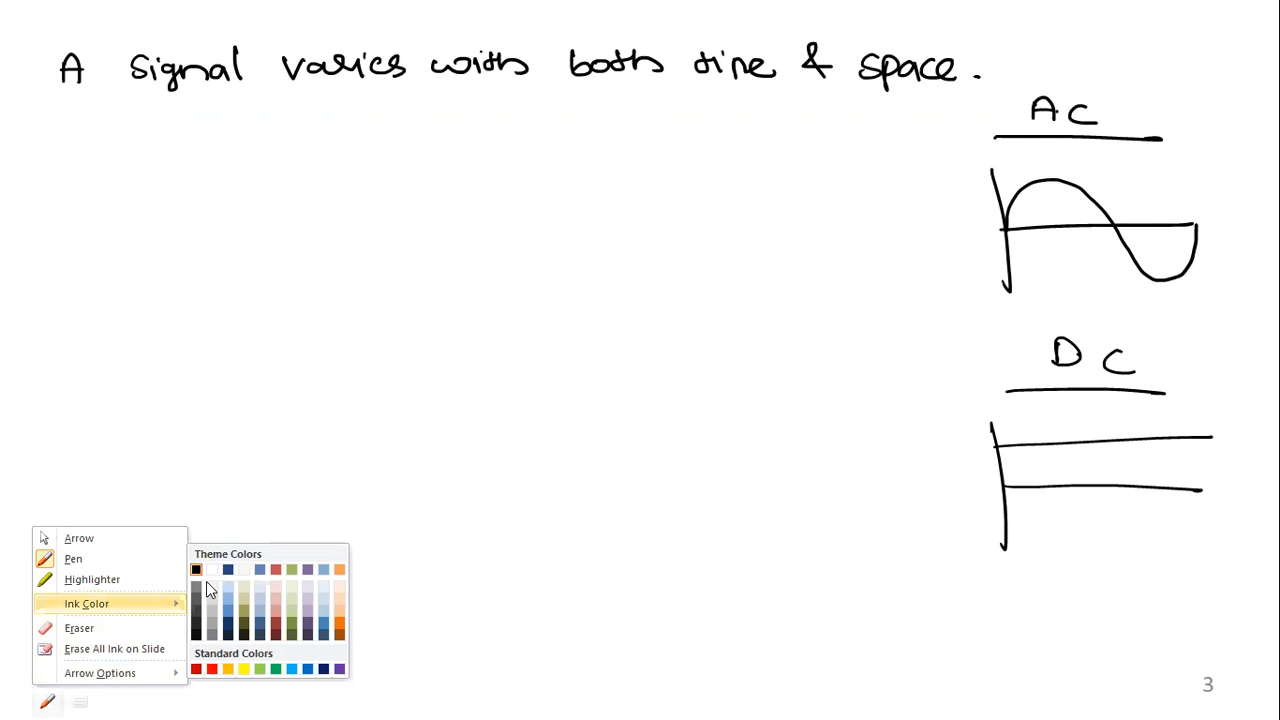 A signal varies with both time & space.
AC
DC
Arrow
Pen
Highlighter
Ink Color
Eraser
Erase All Ink on Slide
Arrow Options
Theme Colors
Standard Colors
3